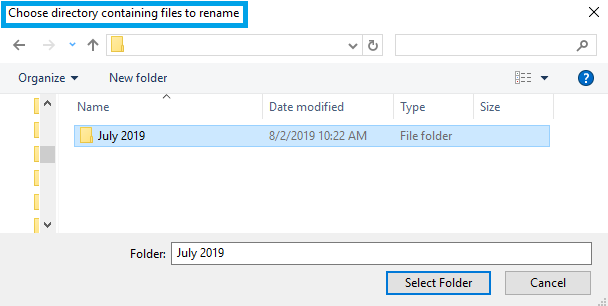 Choose directory containing files to rename
Organize New folder ?
Name Date modified Type Size
July 2019 8/2/2019 10:22 AM File folder
Folder: July 2019
Select Folder Cancel